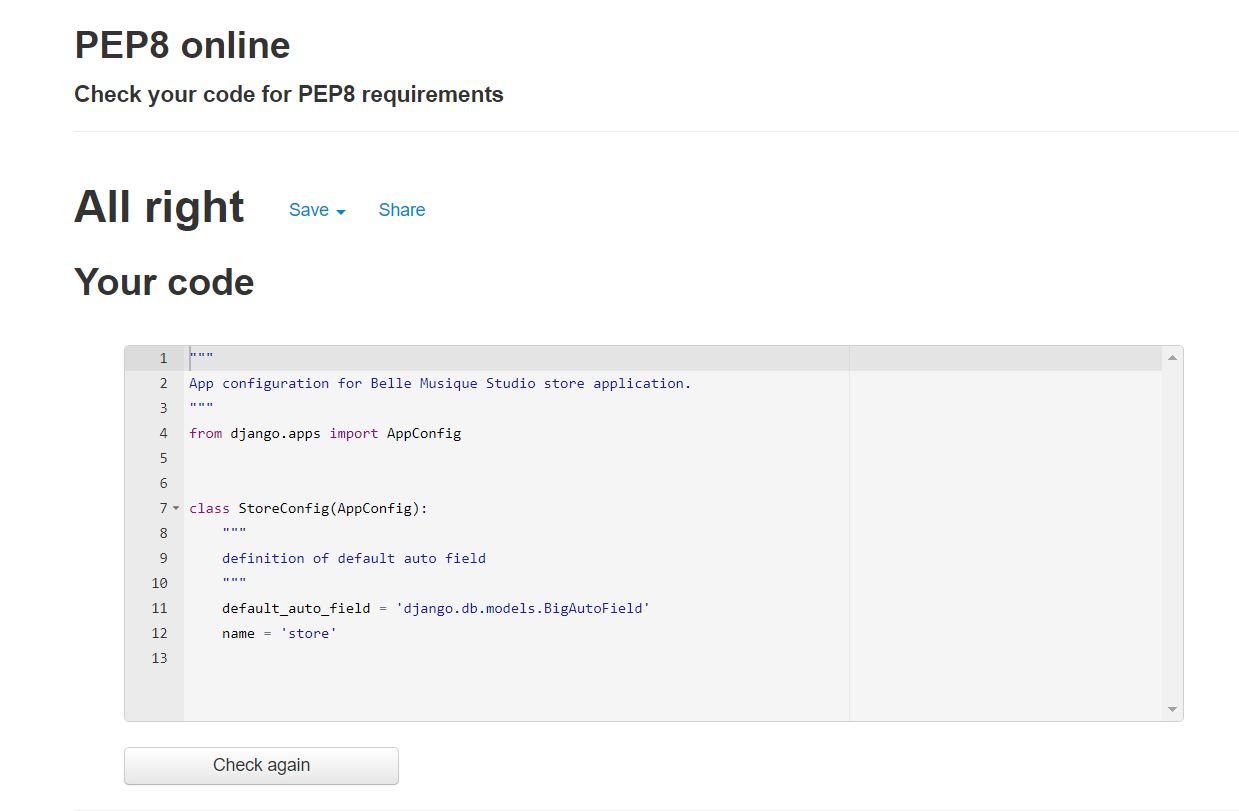 PEP8 online
Check your code for PEP8 requirements
All right Save Share
Your code
1 """
2 App configuration for Belle Musique Studio store application.
3 """
4 from django.apps import AppConfig
5
6
7 class StoreConfig(AppConfig):
8 """
9 definition of default auto field
10 """
11 default_auto_field = 'django.db.models.BigAutoField'
12 name = 'store'
13
Check again